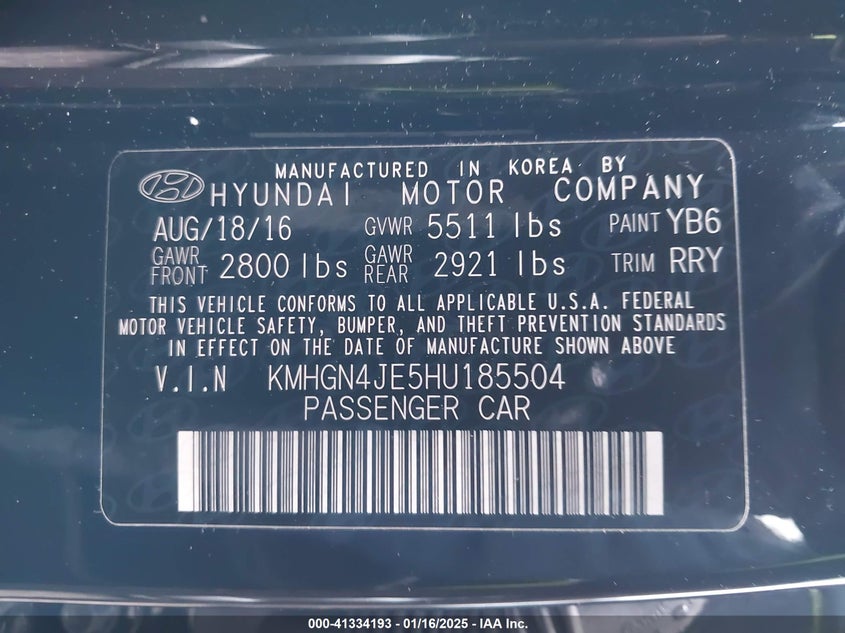 MANUFACTURED IN KOREA BY
HYUNDAI MOTOR COMPANY
AUG/18/16 GVWR 5511 lbs PAINT YB6
GAWR FRONT 2800 lbs GAWR REAR 2921 lbs TRIM RRY
THIS VEHICLE CONFORMS TO ALL APPLICABLE U.S.A. FEDERAL
MOTOR VEHICLE SAFETY, BUMPER, AND THEFT PREVENTION STANDARDS
IN EFFECT ON THE DATE OF MANUFACTURE SHOWN ABOVE
V.I.N KMHGN4JE5HU185504
PASSENGER CAR
000-41334193 - 01/16/2025 - IAA Inc.